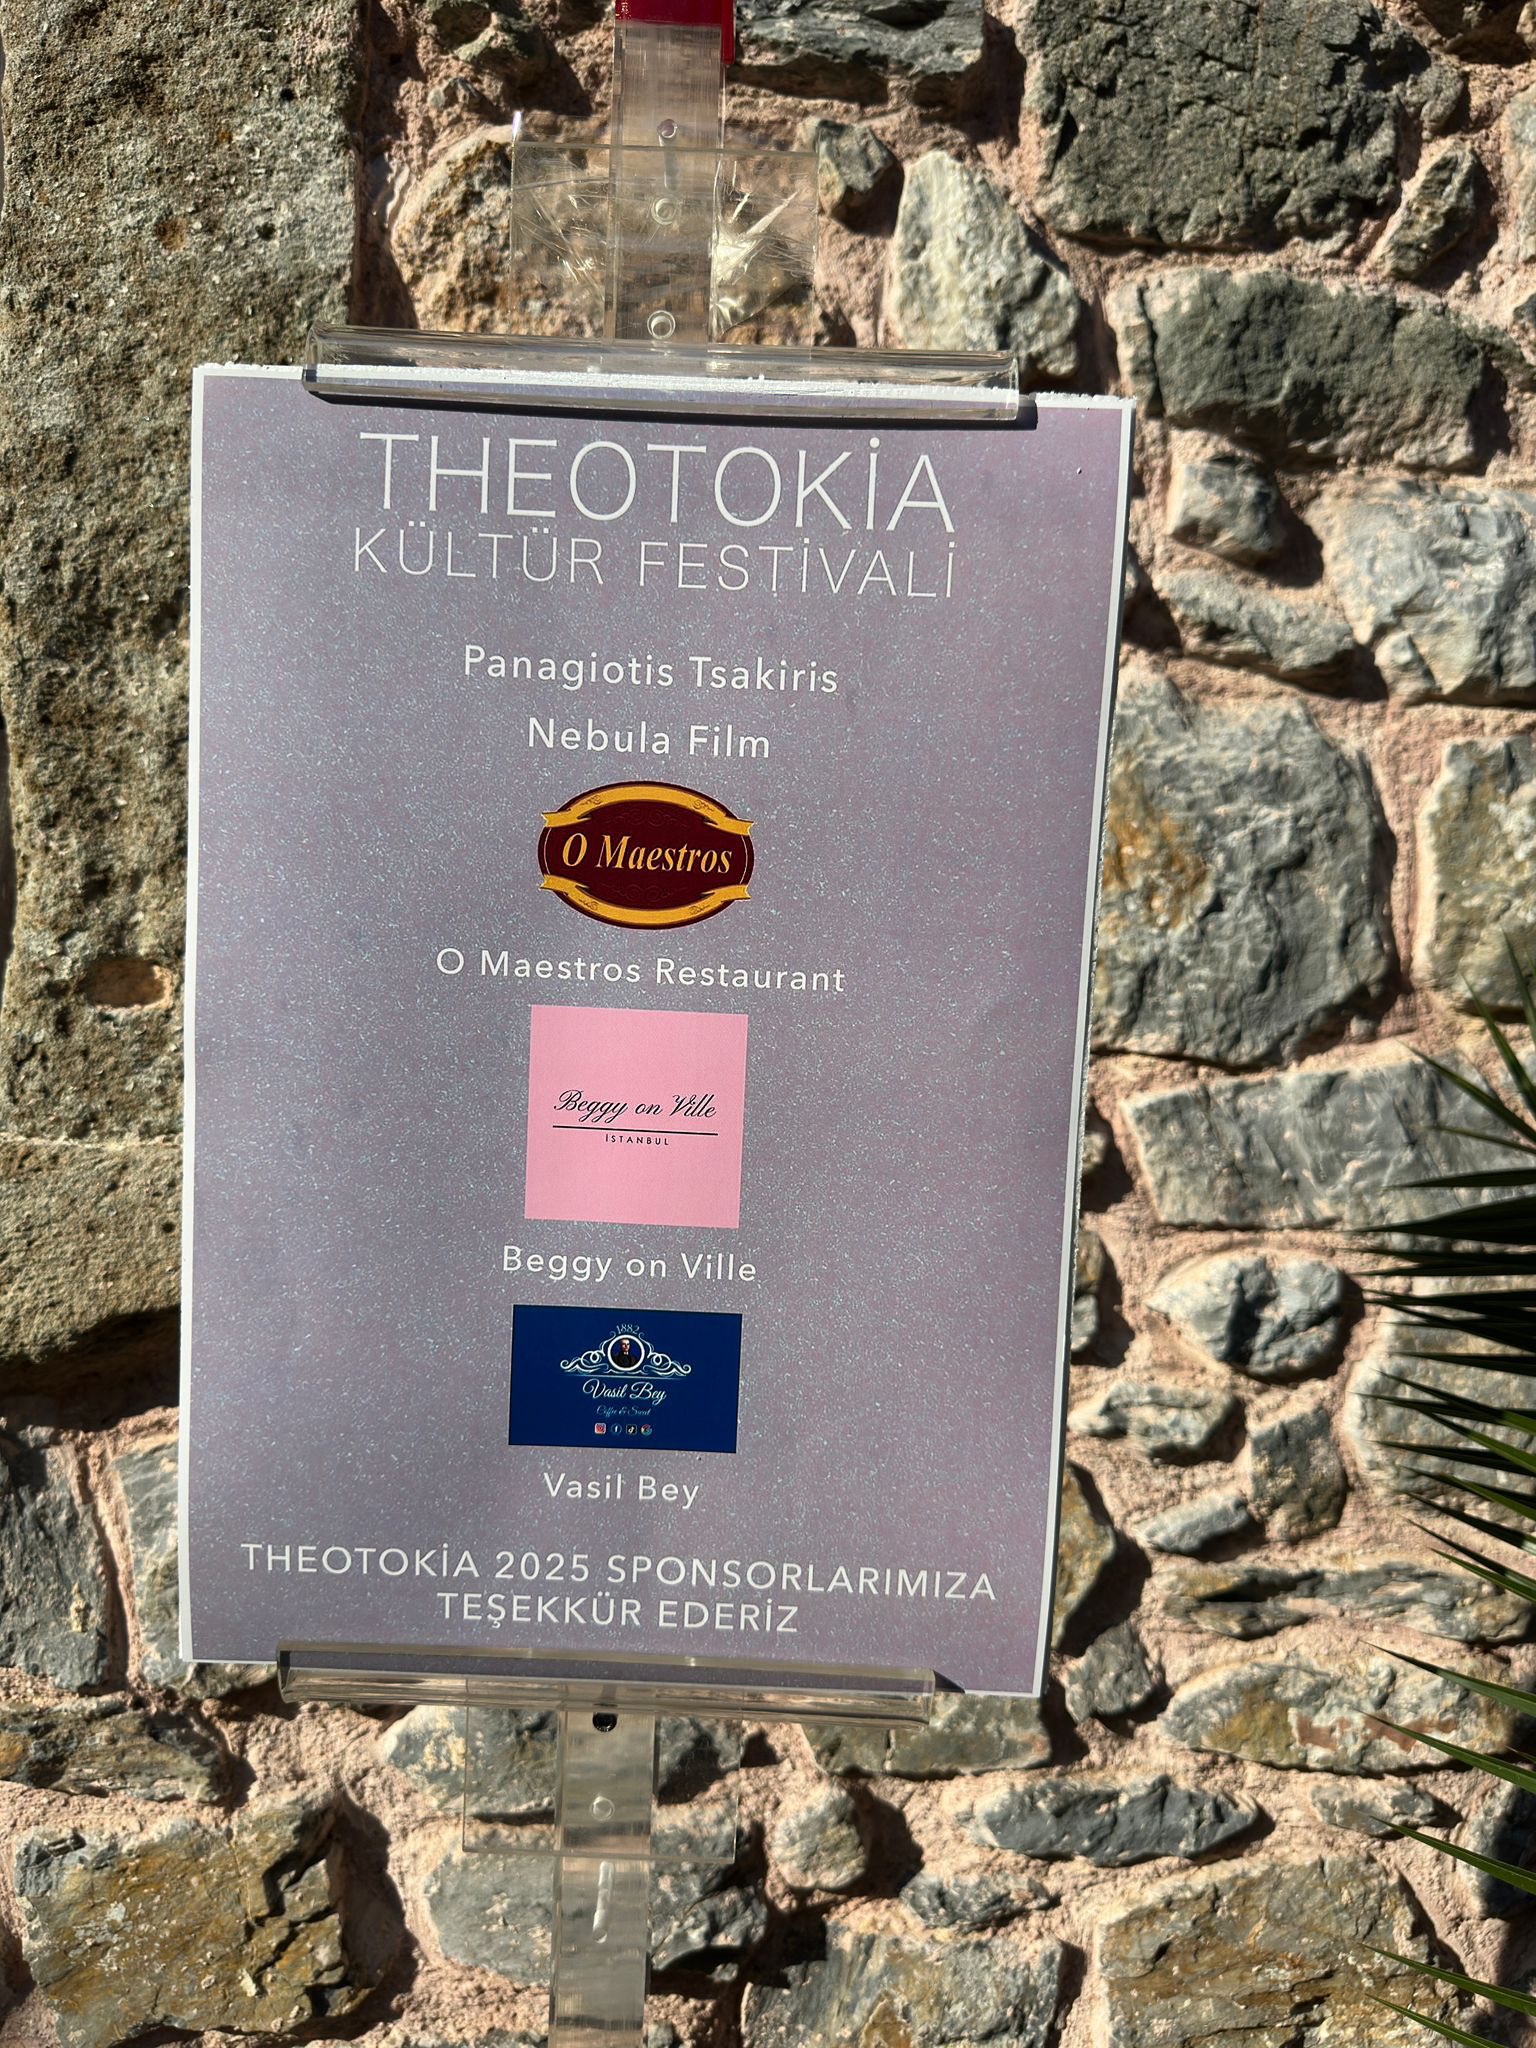 THEOTOKİA
KÜLTÜR FESTİVALİ
Panagiotis Tsakiris
Nebula Film
O Maestros
O Maestros Restaurant
Beggy on Ville
İSTANBUL
Beggy on Ville
1882
Vasil Bey
Coffee & Sweet
Vasil Bey
THEOTOKİA 2025 SPONSORLARIMIZA
TEŞEKKÜR EDERİZ